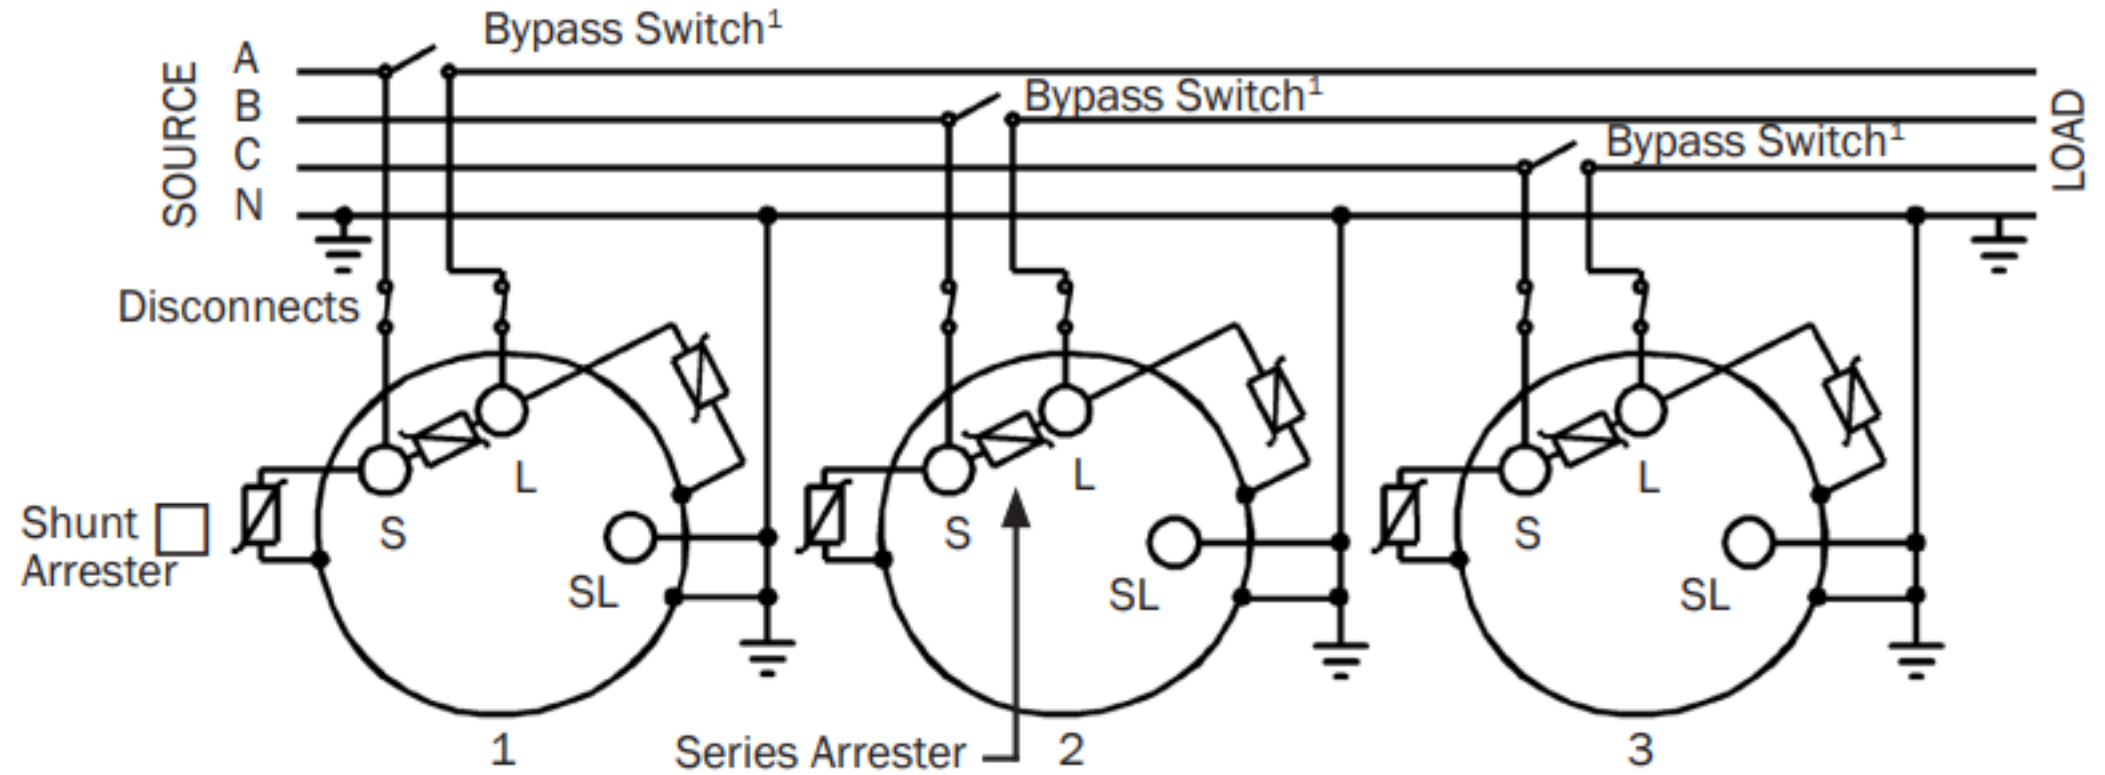 Bypass Switch¹
A
Bypass Switch¹
B
Bypass Switch¹
C
N
SOURCE
LOAD
Disconnects
L
L
L
S
S
S
Shunt
Arrester
SL
SL
SL
Series Arrester
1
2
3